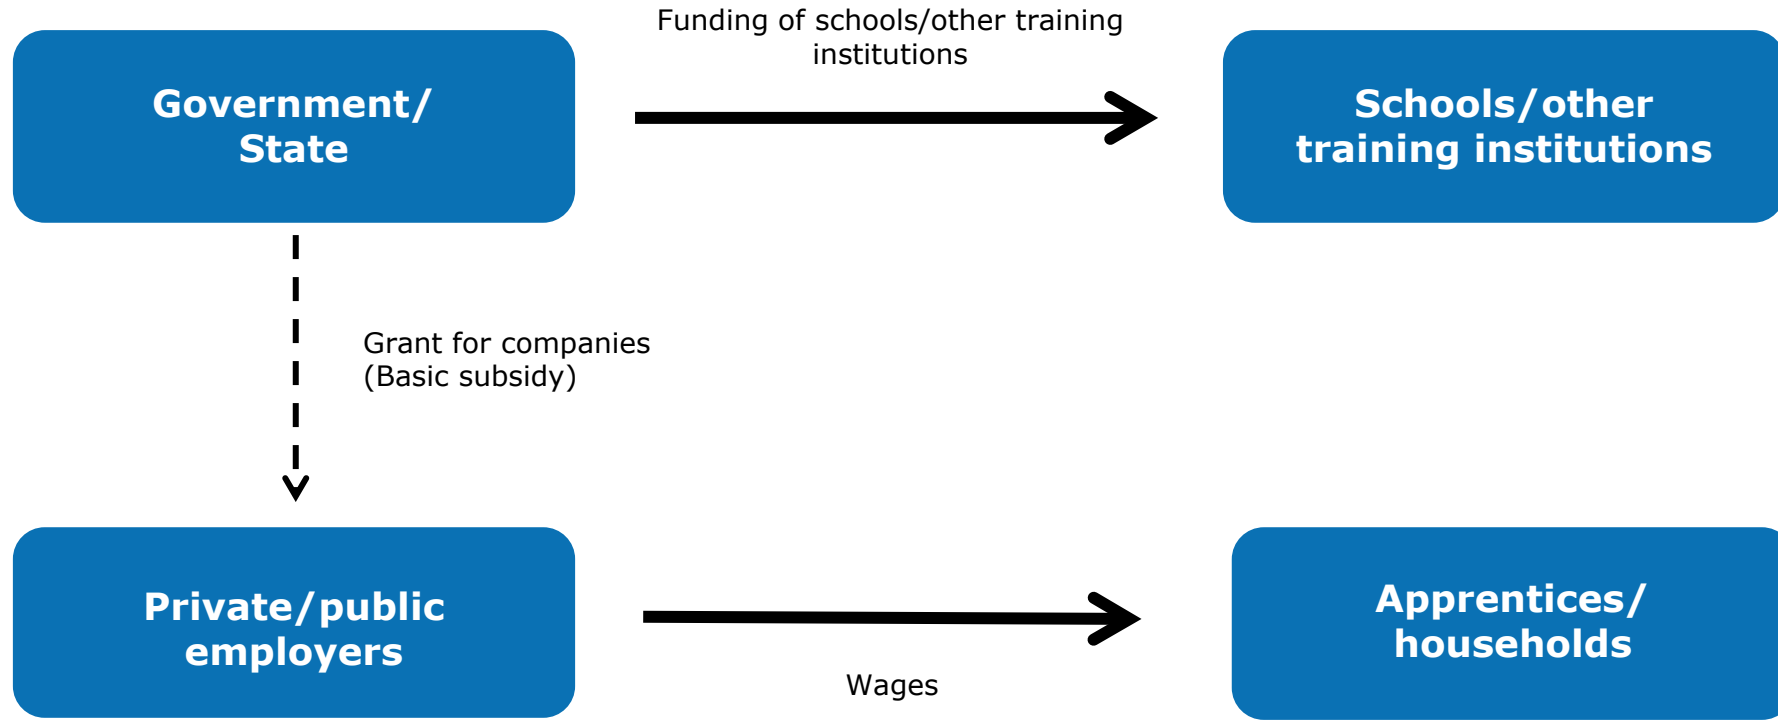 Funding of schools/other training
institutions
Government/
State
Schools/other
training institutions
Grant for companies
(Basic subsidy)
Private/public
employers
Apprentices/
households
Wages